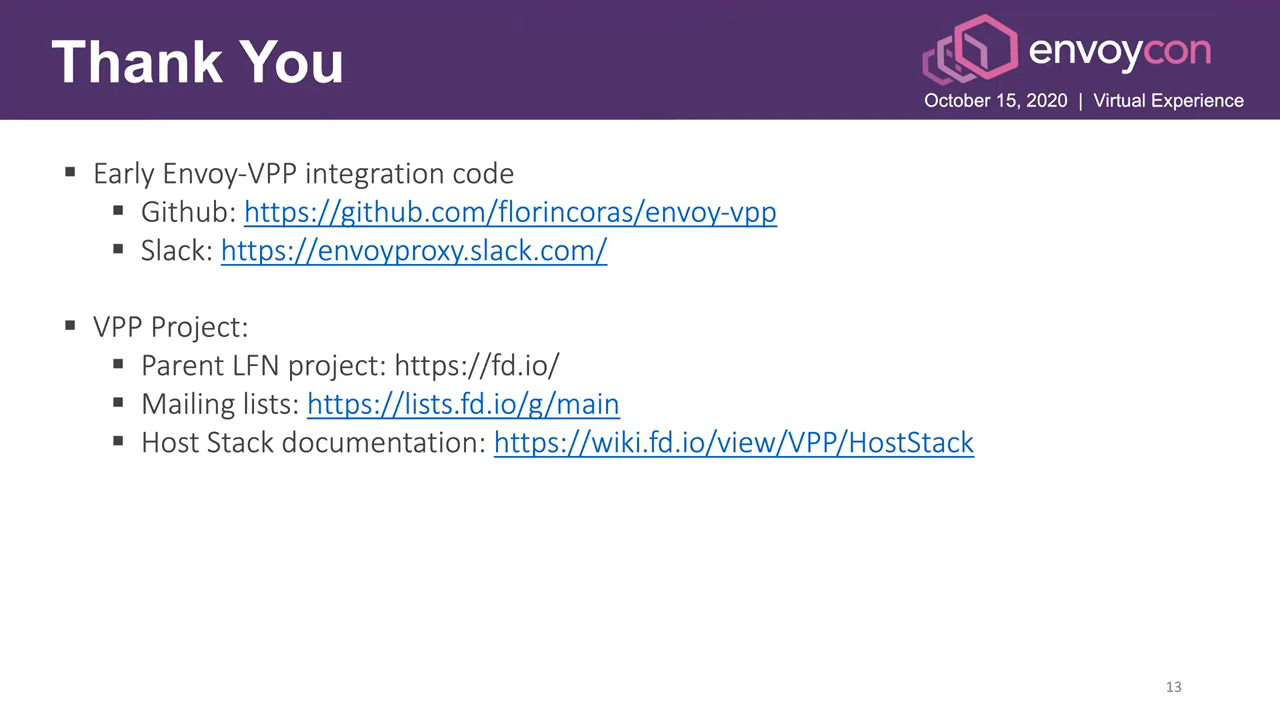 Thank You
envoycon
October 15, 2020 | Virtual Experience
▪ Early Envoy-VPP integration code
▪ Github: https://github.com/florincoras/envoy-vpp
▪ Slack: https://envoyproxy.slack.com/
▪ VPP Project:
▪ Parent LFN project: https://fd.io/
▪ Mailing lists: https://lists.fd.io/g/main
▪ Host Stack documentation: https://wiki.fd.io/view/VPP/HostStack
13